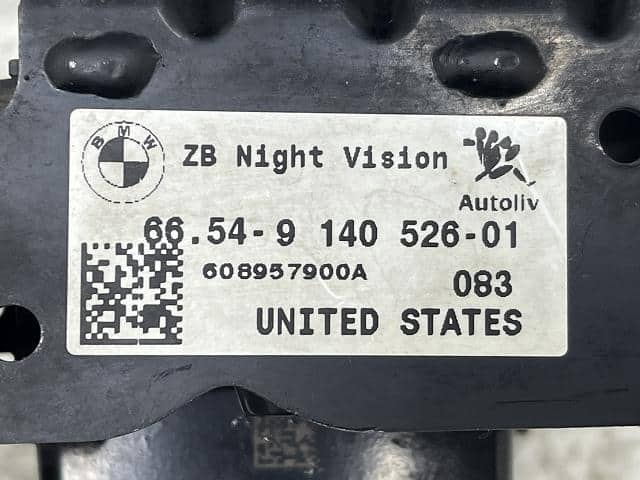 BMW
ZB Night Vision
Autoliv
66.54-9 140 526-01
608957900A
083
UNITED STATES